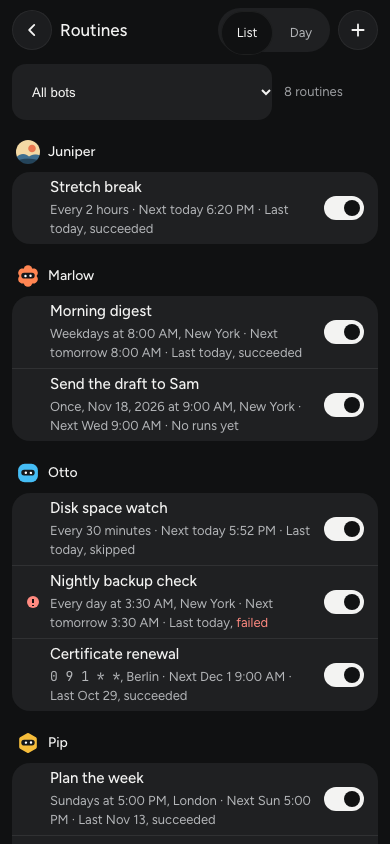 Routines
List
Day
All bots
8 routines
Juniper
Stretch break
Every 2 hours · Next today 6:20 PM · Last
today, succeeded
Marlow
Morning digest
Weekdays at 8:00 AM, New York · Next
tomorrow 8:00 AM · Last today, succeeded
Send the draft to Sam
Once, Nov 18, 2026 at 9:00 AM, New York ·
Next Wed 9:00 AM · No runs yet
Otto
Disk space watch
Every 30 minutes · Next today 5:52 PM · Last
today, skipped
Nightly backup check
Every day at 3:30 AM, New York · Next
tomorrow 3:30 AM · Last today, failed
Certificate renewal
0 9 1 * *, Berlin · Next Dec 1 9:00 AM ·
Last Oct 29, succeeded
Pip
Plan the week
Sundays at 5:00 PM, London · Next Sun 5:00
PM · Last Nov 13, succeeded